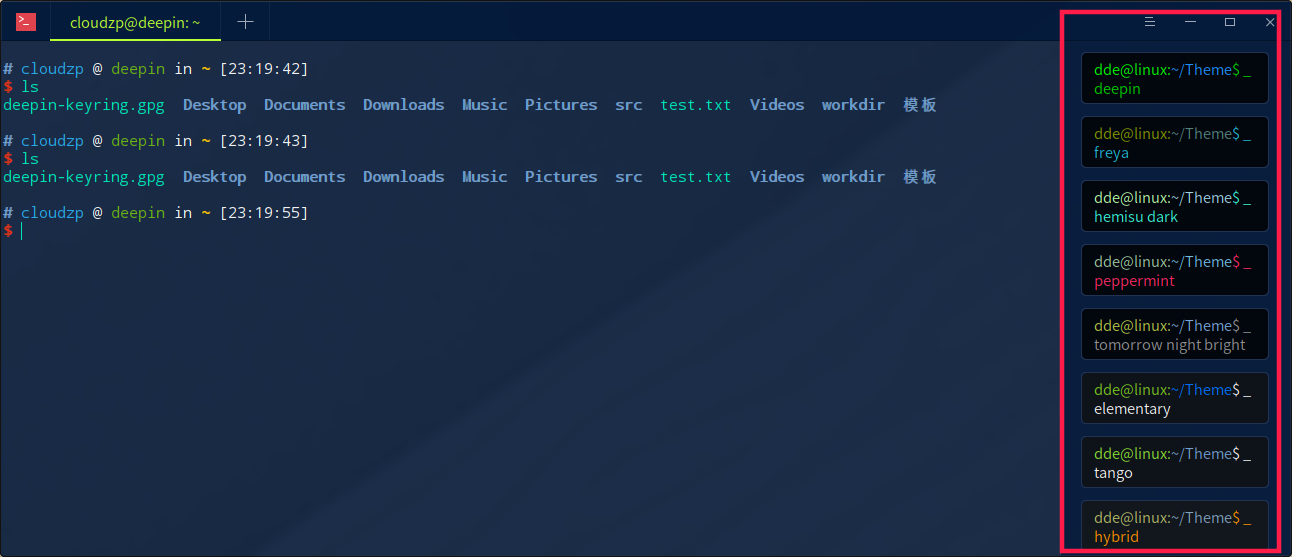 >_ cloudzp@deepin: ~
# cloudzp @ deepin in ~ [23:19:42]
$ ls
deepin-keyring.gpg Desktop Documents Downloads Music Pictures src test.txt Videos workdir 模板
# cloudzp @ deepin in ~ [23:19:43]
$ ls
deepin-keyring.gpg Desktop Documents Downloads Music Pictures src test.txt Videos workdir 模板
# cloudzp @ deepin in ~ [23:19:55]
$
dde@linux:~/Theme$ _
deepin
dde@linux:~/Theme$ _
freya
dde@linux:~/Theme$ _
hemisu dark
dde@linux:~/Theme$ _
peppermint
dde@linux:~/Theme$ _
tomorrow night bright
dde@linux:~/Theme$ _
elementary
dde@linux:~/Theme$ _
tango
dde@linux:~/Theme$ _
hybrid